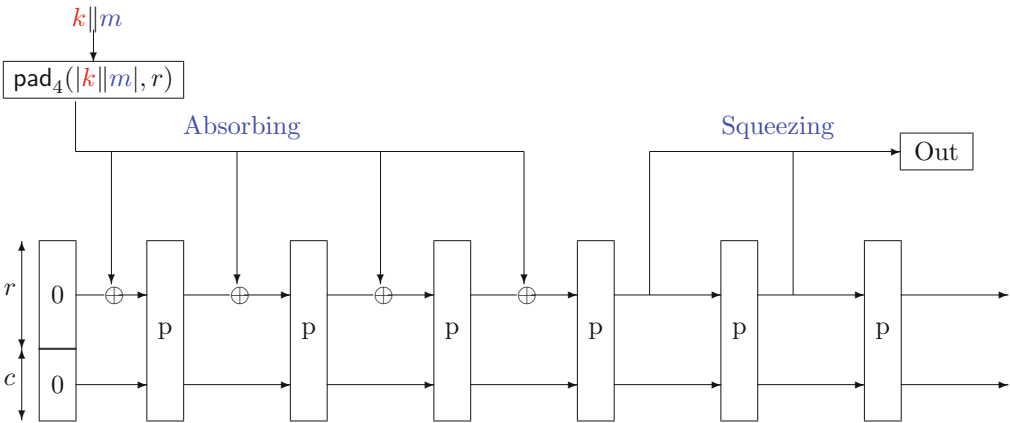 k‖m
pad₄(|k‖m|, r)
Absorbing
Squeezing
Out
r
0
p
p
p
p
p
p
c
0